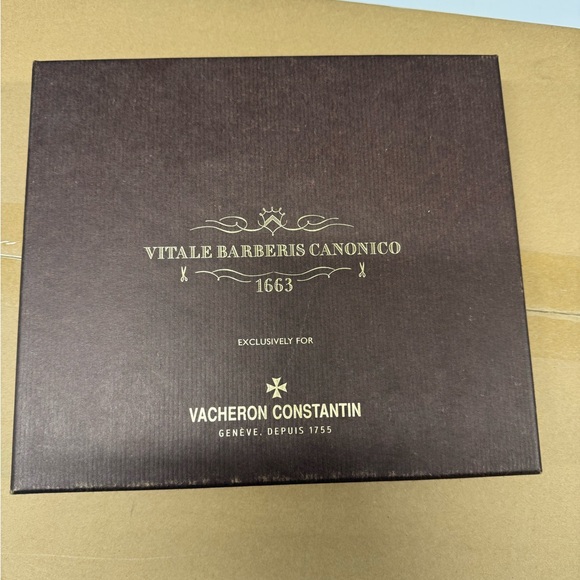 VITALE BARBERIS CANONICO
1663
EXCLUSIVELY FOR
VACHERON CONSTANTIN
GENÈVE, DEPUIS 1755